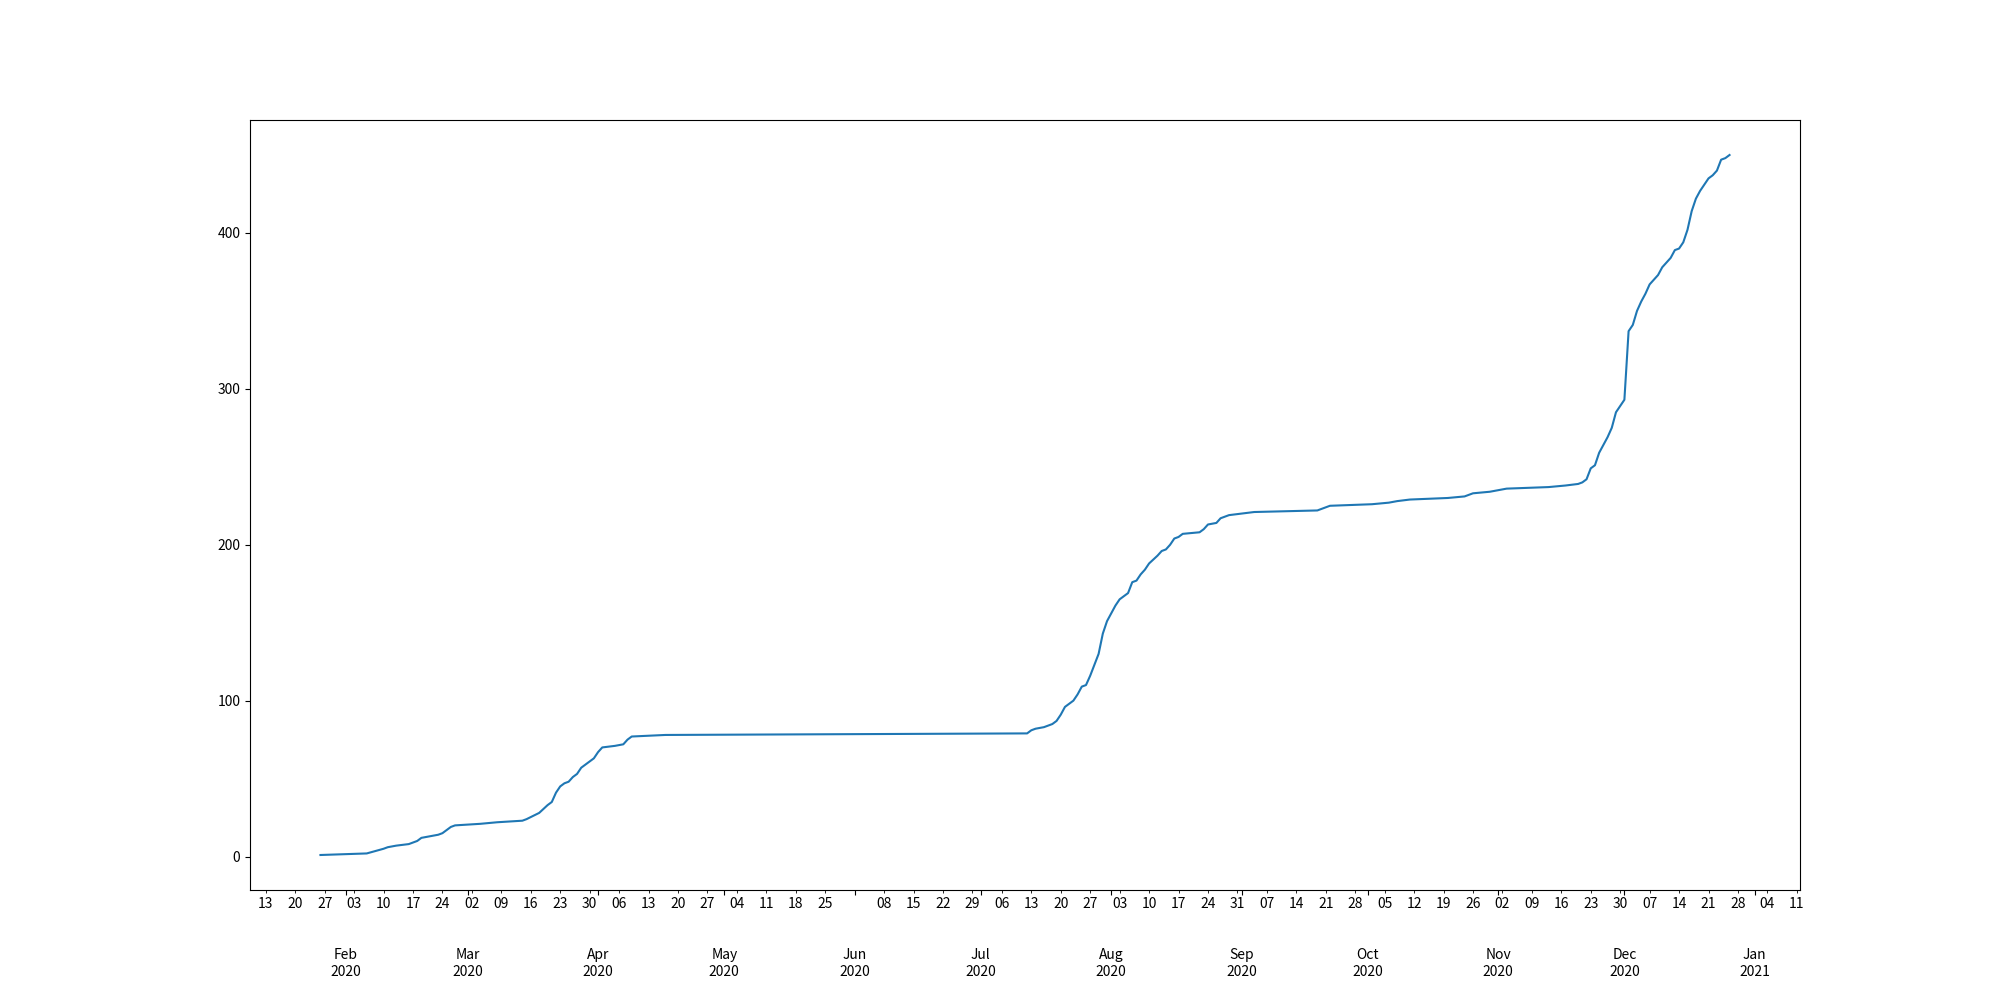 400
300
200
100
0
13 20 27 03 10 17 24 02 09 16 23 30 06 13 20 27 04 11 18 25 08 15 22 29 06 13 20 27 03 10 17 24 31 07 14 21 28 05 12 19 26 02 09 16 23 30 07 14 21 28 04 11
Feb Mar Apr May Jun Jul Aug Sep Oct Nov Dec Jan
2020 2020 2020 2020 2020 2020 2020 2020 2020 2020 2020 2021